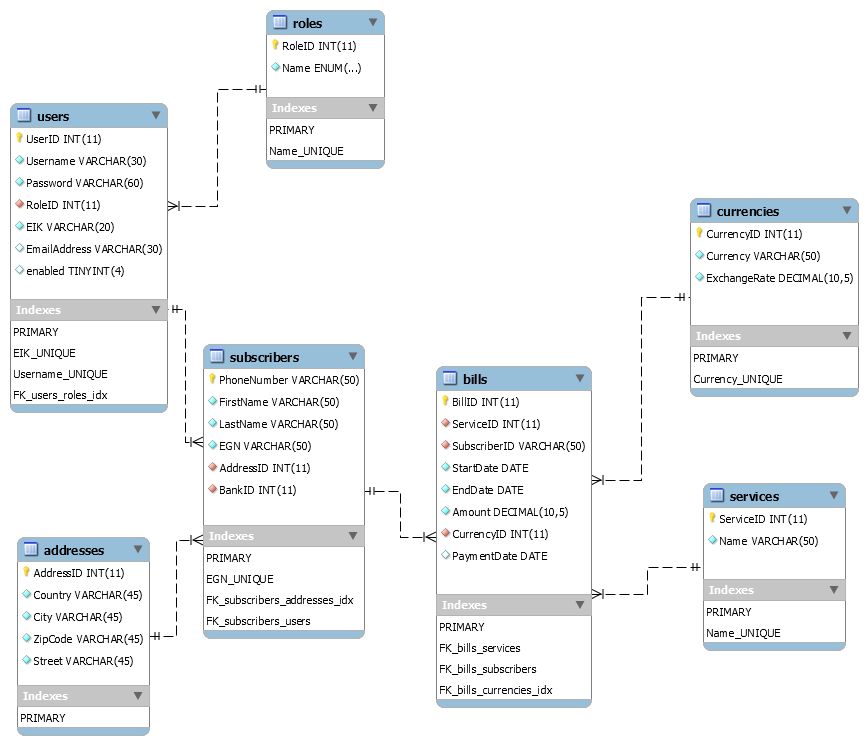 roles
RoleID INT(11)
Name ENUM(...)
Indexes
PRIMARY
Name_UNIQUE
users
UserID INT(11)
Username VARCHAR(30)
Password VARCHAR(60)
RoleID INT(11)
EIK VARCHAR(20)
EmailAddress VARCHAR(30)
enabled TINYINT(4)
Indexes
PRIMARY
EIK_UNIQUE
Username_UNIQUE
FK_users_roles_idx
currencies
CurrencyID INT(11)
Currency VARCHAR(50)
ExchangeRate DECIMAL(10,5)
Indexes
PRIMARY
Currency_UNIQUE
subscribers
PhoneNumber VARCHAR(50)
FirstName VARCHAR(50)
LastName VARCHAR(50)
EGN VARCHAR(50)
AddressID INT(11)
BankID INT(11)
Indexes
PRIMARY
EGN_UNIQUE
FK_subscribers_addresses_idx
FK_subscribers_users
bills
BillID INT(11)
ServiceID INT(11)
SubscriberID VARCHAR(50)
StartDate DATE
EndDate DATE
Amount DECIMAL(10,5)
CurrencyID INT(11)
PaymentDate DATE
Indexes
PRIMARY
FK_bills_services
FK_bills_subscribers
FK_bills_currencies_idx
services
ServiceID INT(11)
Name VARCHAR(50)
Indexes
PRIMARY
Name_UNIQUE
addresses
AddressID INT(11)
Country VARCHAR(45)
City VARCHAR(45)
ZipCode VARCHAR(45)
Street VARCHAR(45)
Indexes
PRIMARY